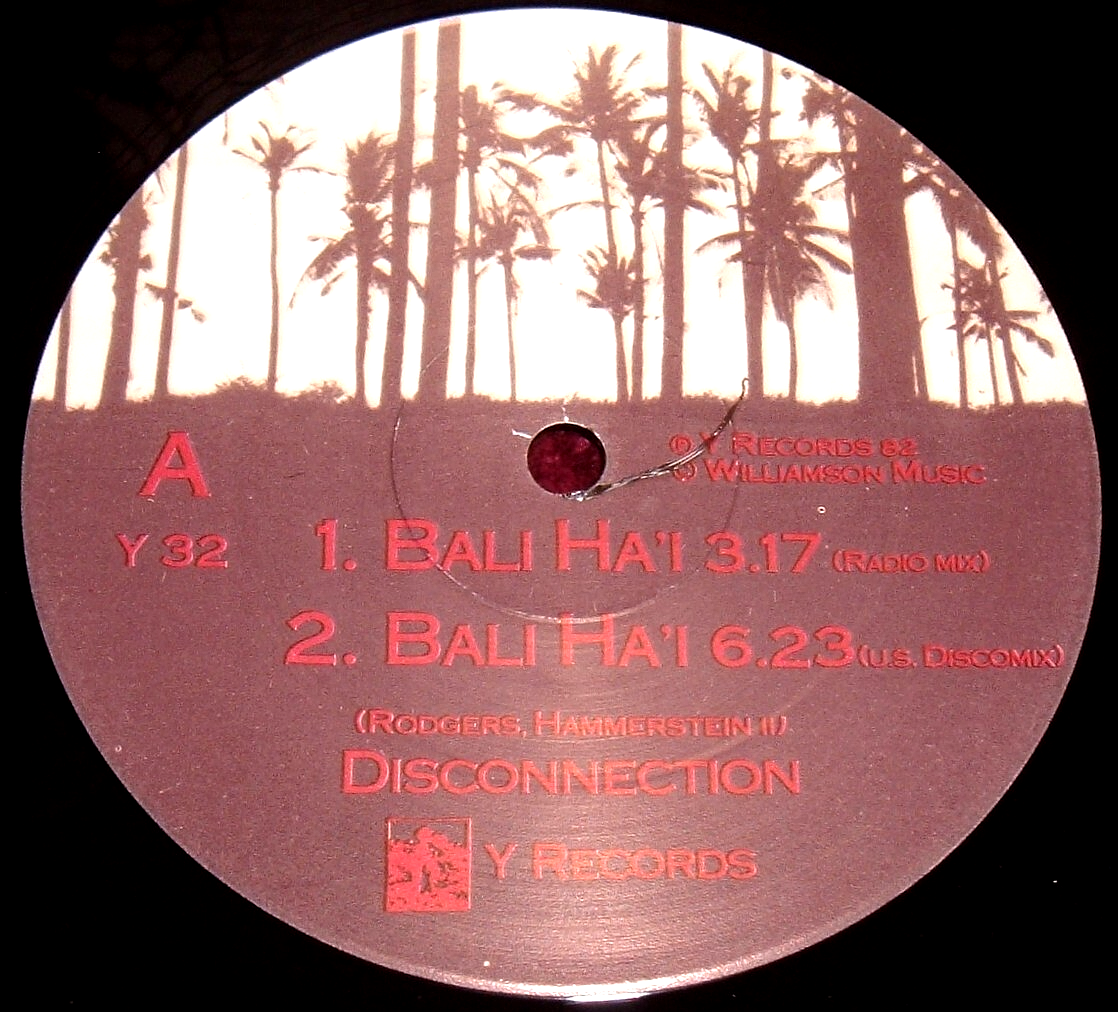 A
Y 32
℗ Y Records 82
© Williamson Music
1. Bali Ha'i 3.17 (Radio mix)
2. Bali Ha'i 6.23 (U.S. Discomix)
(Rodgers, Hammerstein II)
Disconnection
Y Records